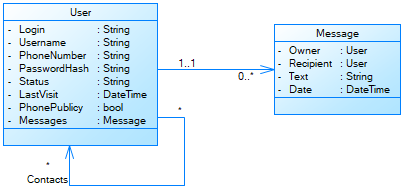 User
- Login : String
- Username : String
- PhoneNumber : String
- PasswordHash : String
- Status : String
- LastVisit : DateTime
- PhonePublicy : bool
- Messages : Message
Message
- Owner : User
- Recipient : User
- Text : String
- Date : DateTime
1..1
0..*
*
*
Contacts